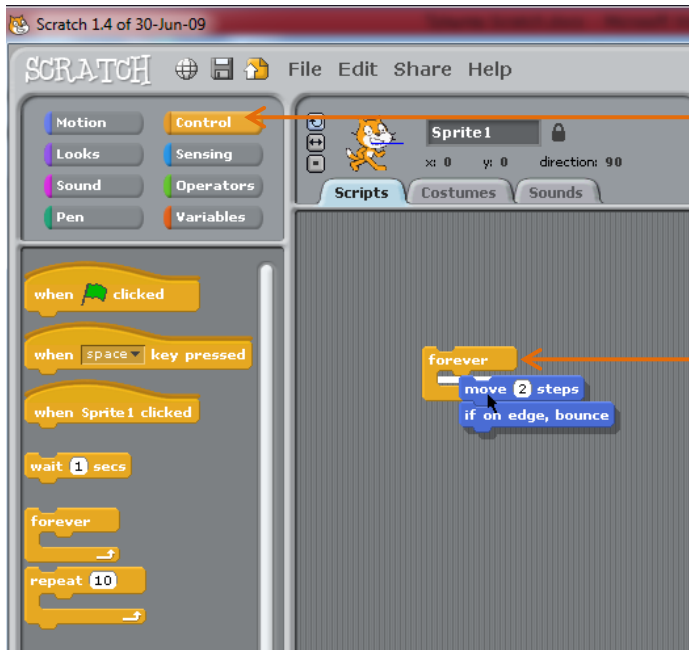 Scratch 1.4 of 30-Jun-09
SCRATCH File Edit Share Help
Motion Control
Looks Sensing
Sound Operators
Pen Variables
Sprite1
x: 0 y: 0 direction: 90
Scripts Costumes Sounds
when clicked
when space key pressed
when Sprite1 clicked
wait 1 secs
forever
repeat 10
forever
move 2 steps
if on edge, bounce